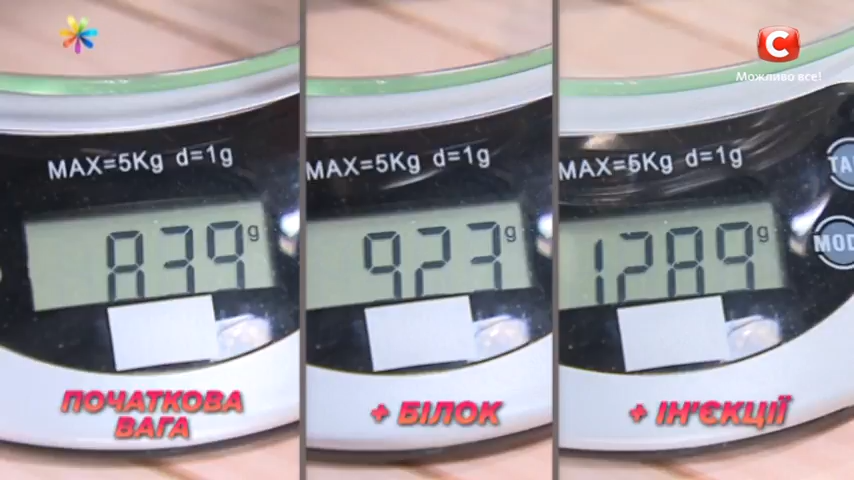 C
Можливо все!
MAX=5Kg d=1g
839 g
ПОЧАТКОВА
ВАГА
MAX=5Kg d=1g
923 g
+ БІЛОК
MAX=5Kg d=1g
1289 g
+ ІН'ЄКЦІЇ